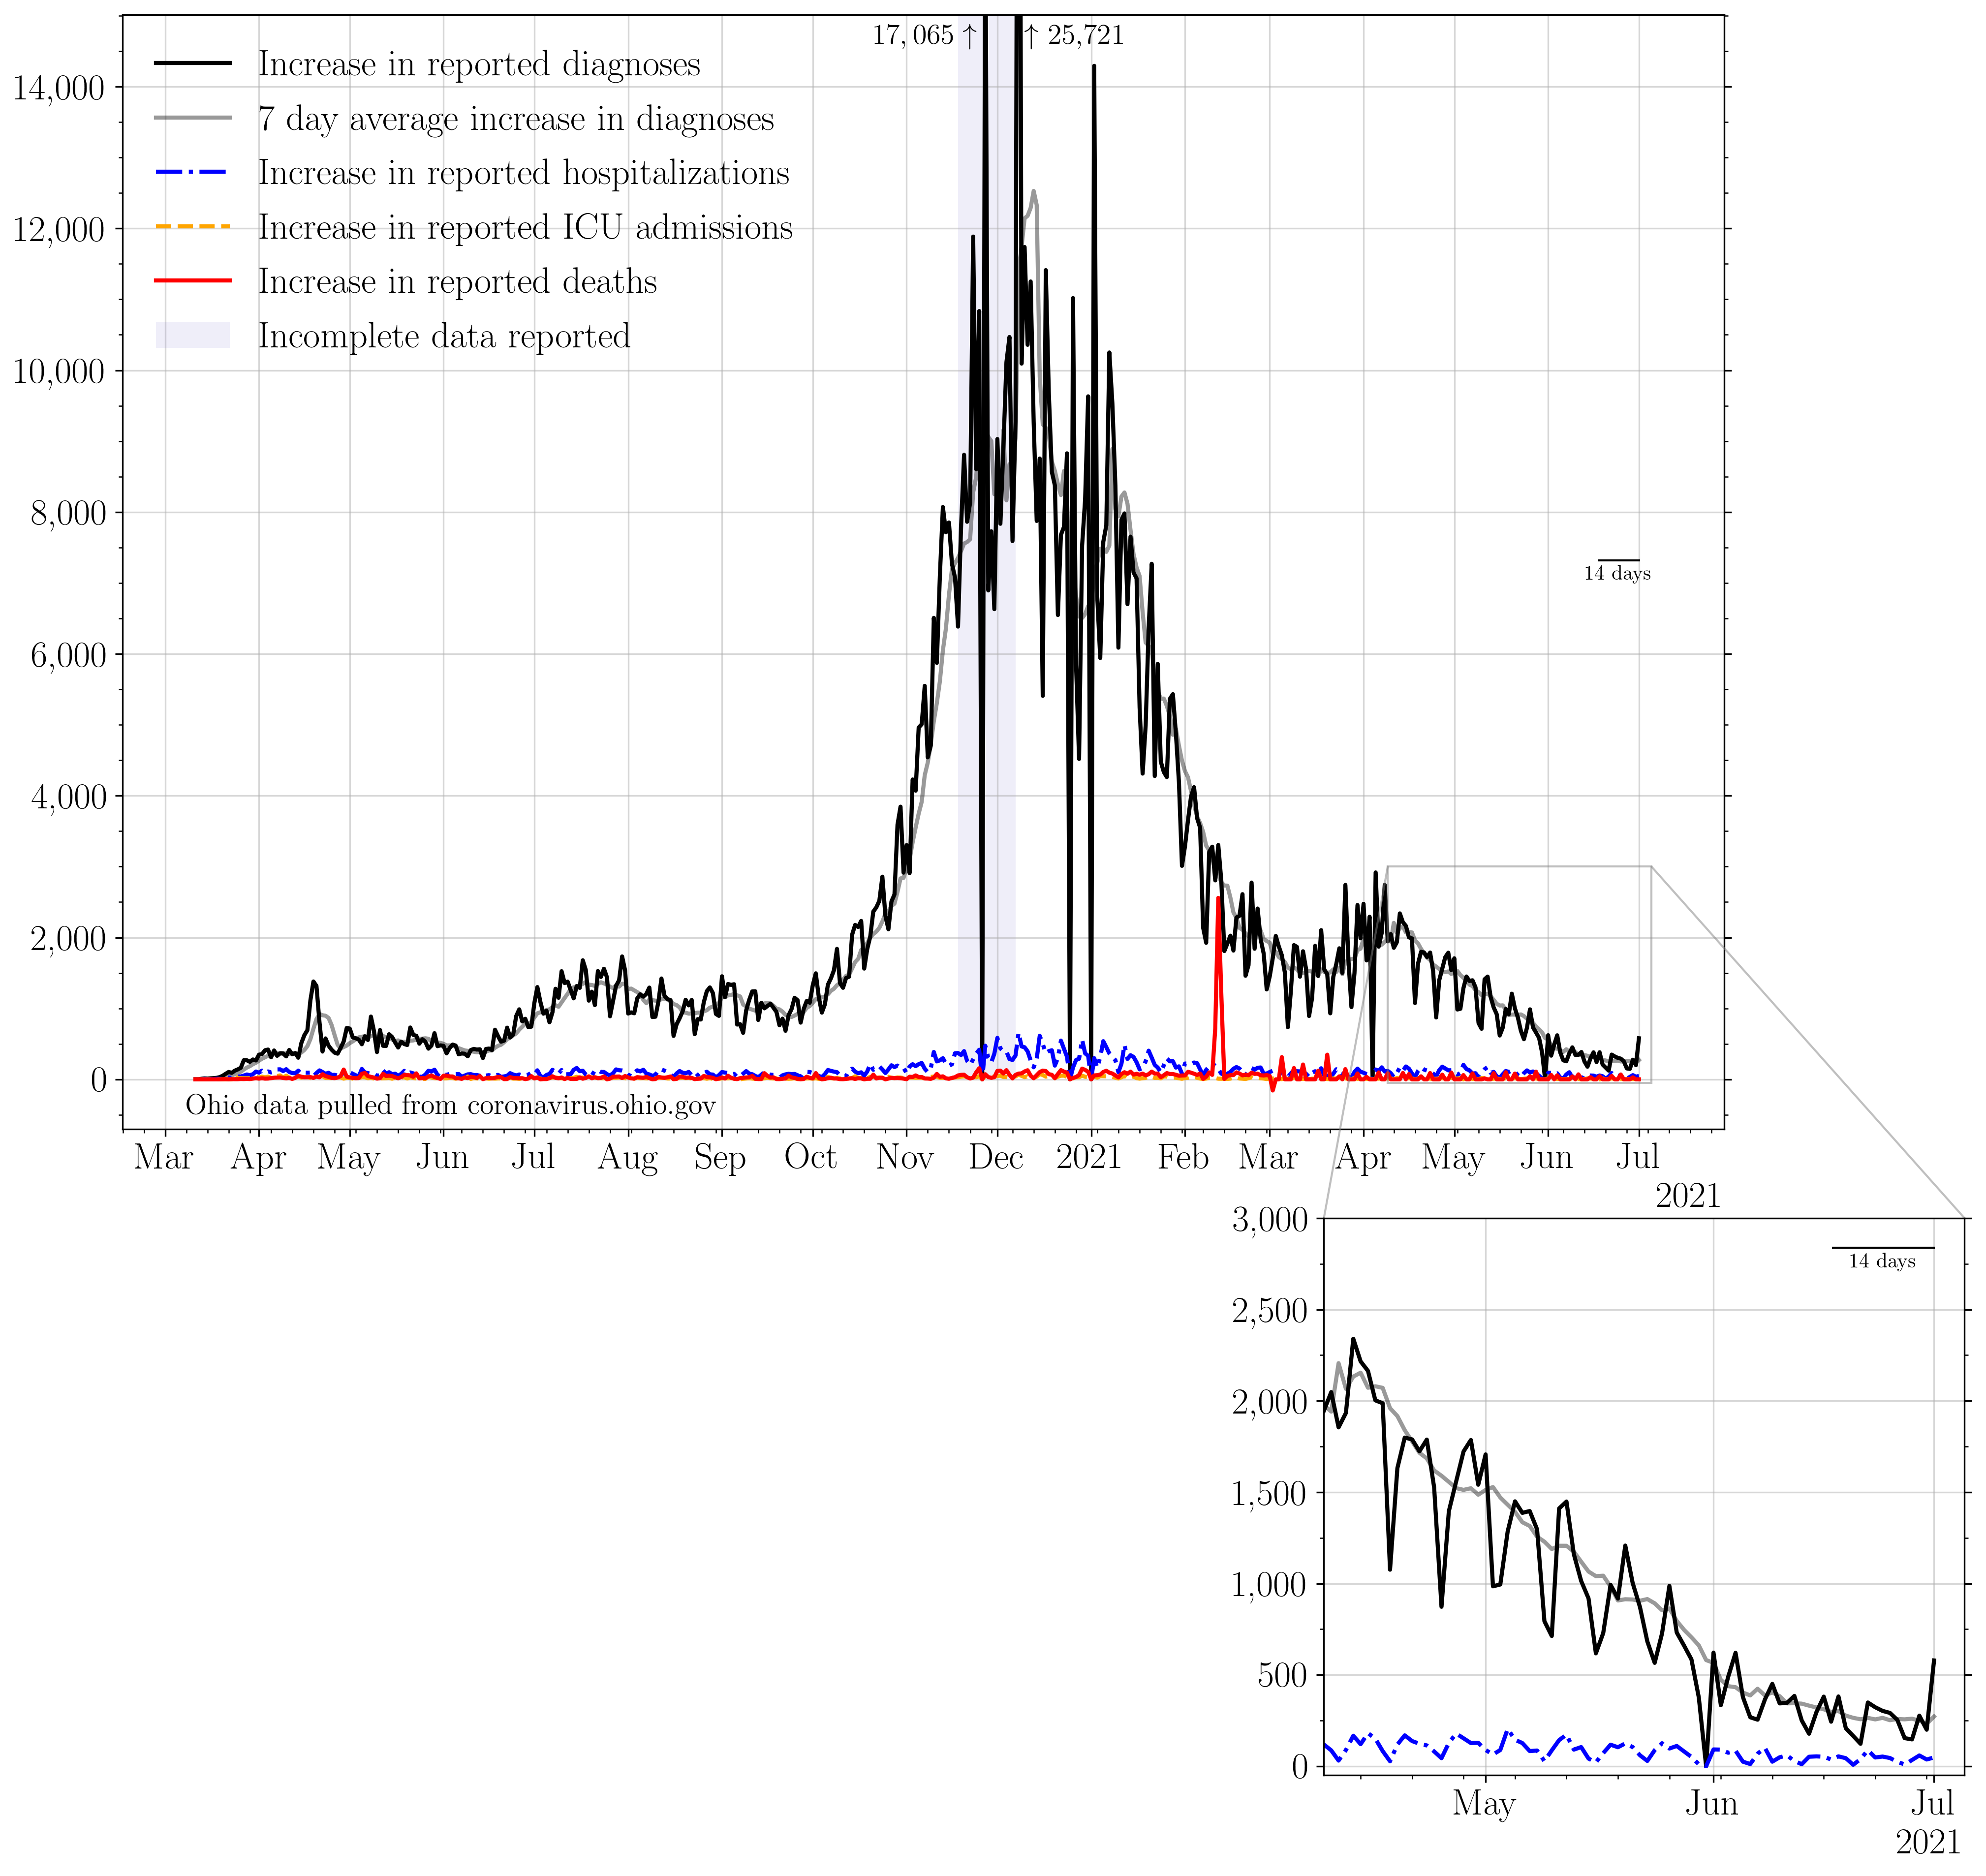 17,065 ↑ ↑ 25,721
Increase in reported diagnoses
14,000
7 day average increase in diagnoses
Increase in reported hospitalizations
12,000
Increase in reported ICU admissions
Increase in reported deaths
Incomplete data reported
10,000
8,000
14 days
6,000
4,000
2,000
0
Ohio data pulled from coronavirus.ohio.gov
Mar Apr May Jun Jul Aug Sep Oct Nov Dec 2021 Feb Mar Apr May Jun Jul
2021
3,000
14 days
2,500
2,000
1,500
1,000
500
0
May Jun Jul
2021